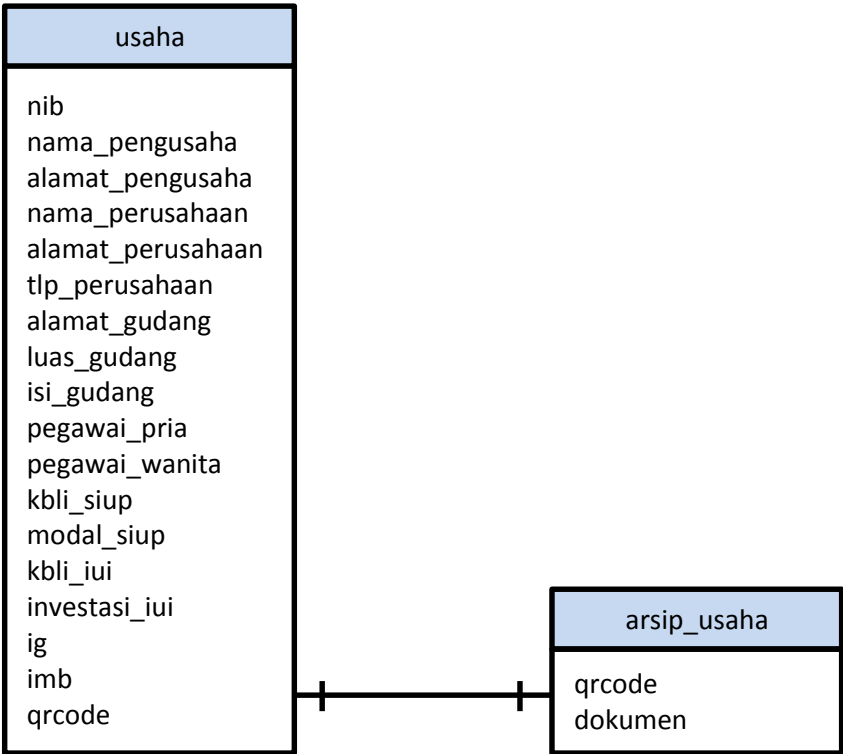 usaha
nib
nama_pengusaha
alamat_pengusaha
nama_perusahaan
alamat_perusahaan
tlp_perusahaan
alamat_gudang
luas_gudang
isi_gudang
pegawai_pria
pegawai_wanita
kbli_siup
modal_siup
kbli_iui
investasi_iui
ig
imb
qrcode
arsip_usaha
qrcode
dokumen